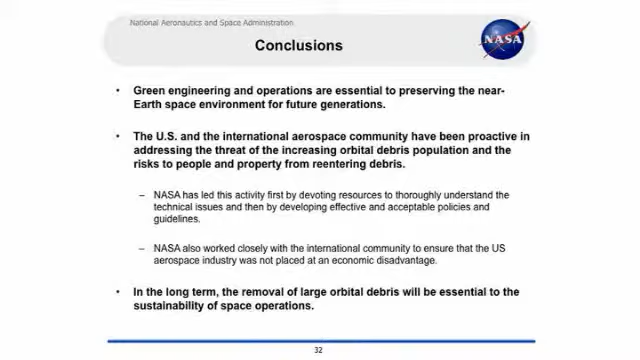 National Aeronautics and Space Administration
Conclusions
NASA
• Green engineering and operations are essential to preserving the near-
Earth space environment for future generations.
• The U.S. and the international aerospace community have been proactive in
addressing the threat of the increasing orbital debris population and the
risks to people and property from reentering debris.
– NASA has led this activity first by devoting resources to thoroughly understand the
technical issues and then by developing effective and acceptable policies and
guidelines.
– NASA also worked closely with the international community to ensure that the US
aerospace industry was not placed at an economic disadvantage.
• In the long term, the removal of large orbital debris will be essential to the
sustainability of space operations.
32